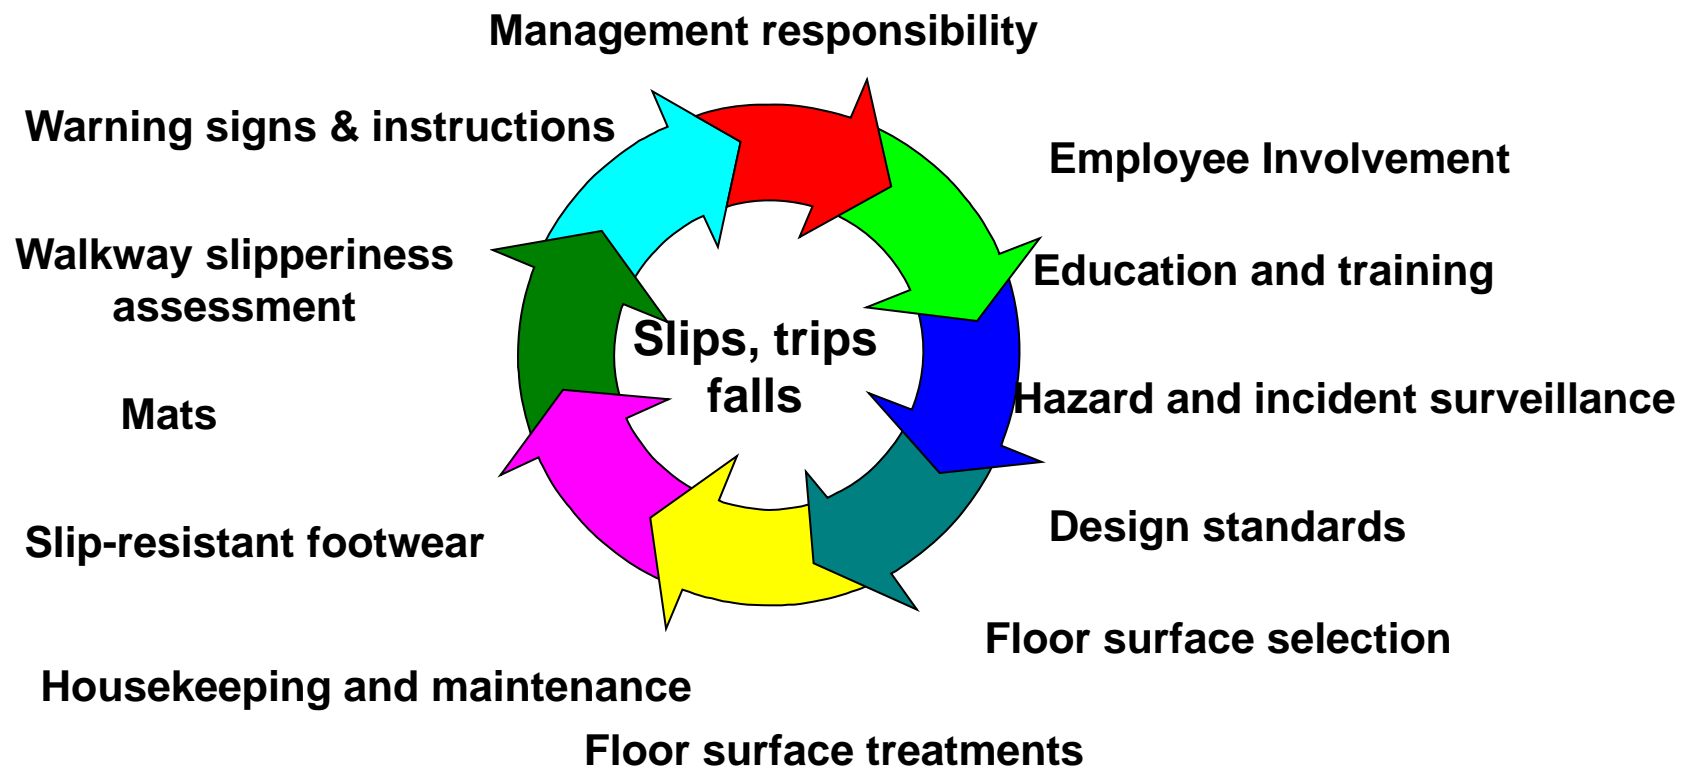 Management responsibility
Warning signs & instructions
Employee Involvement
Walkway slipperiness
assessment
Education and training
Slips, trips
falls
Hazard and incident surveillance
Mats
Design standards
Slip-resistant footwear
Floor surface selection
Housekeeping and maintenance
Floor surface treatments